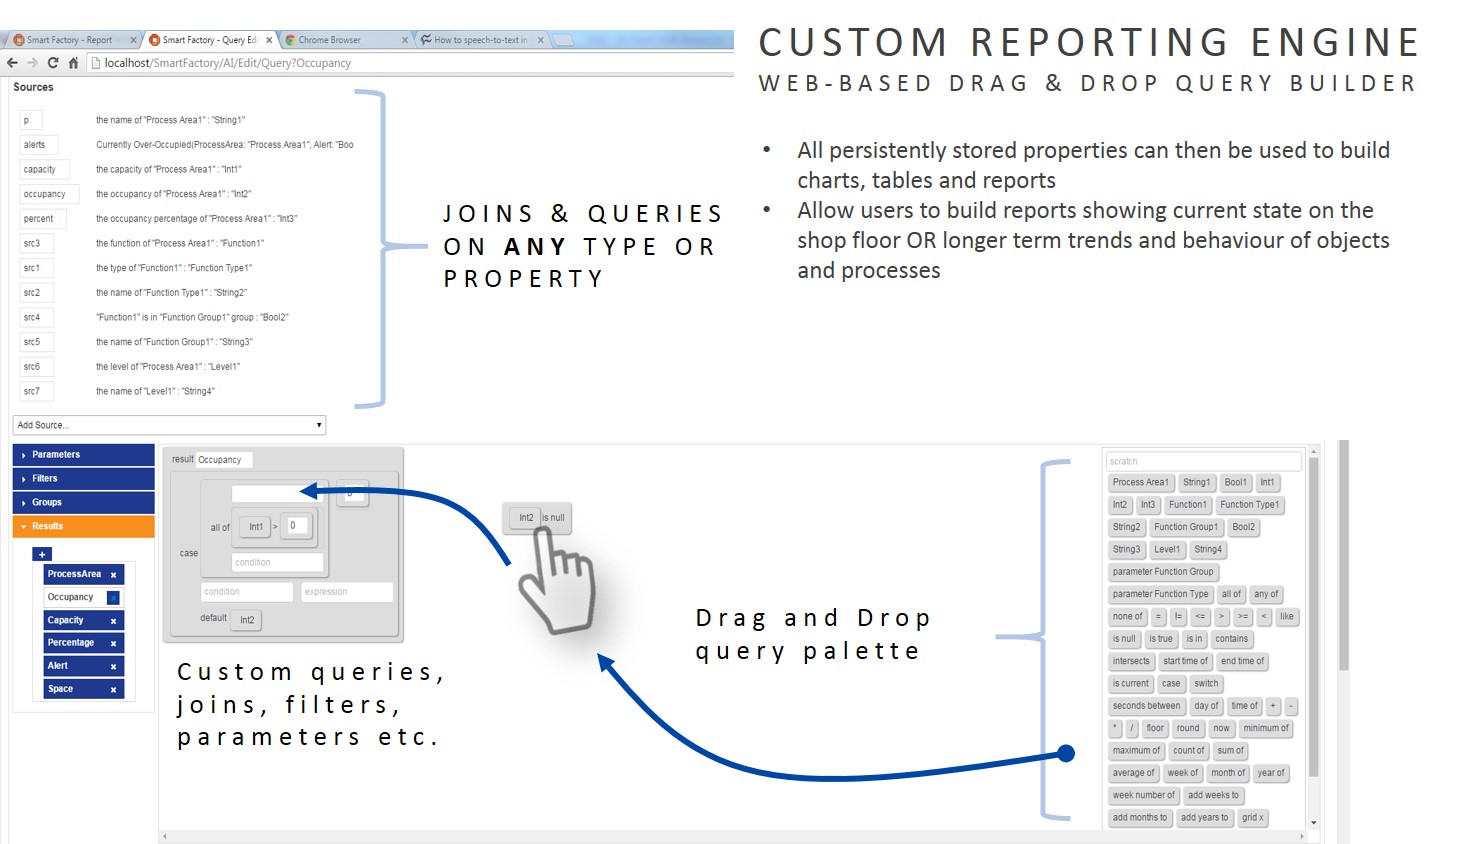 CUSTOM REPORTING ENGINE
WEB-BASED DRAG & DROP QUERY BUILDER
• All persistently stored properties can then be used to build
charts, tables and reports
• Allow users to build reports showing current state on the
shop floor OR longer term trends and behaviour of objects
and processes
Smart Factory - Report
Smart Factory - Query Edi
Chrome Browser
How to speech-to-text in
localhost/SmartFactory/AI/Edit/Query?Occupancy
Sources
p the name of "Process Area1" : "String1"
alerts Currently Over-Occupied(ProcessArea: "Process Area1", Alert: "Boo
capacity the capacity of "Process Area1" : "Int1"
occupancy the occupancy of "Process Area1" : "Int2"
percent the occupancy percentage of "Process Area1" : "Int3"
src3 the function of "Process Area1" : "Function1"
src1 the type of "Function1" : "Function Type1"
src2 the name of "Function Type1" : "String2"
src4 "Function1" is in "Function Group1" group : "Bool2"
src5 the name of "Function Group1" : "String3"
src6 the level of "Process Area1" : "Level1"
src7 the name of "Level1" : "String4"
Add Source...
JOINS & QUERIES
ON ANY TYPE OR
PROPERTY
Parameters
Filters
Groups
Results
+
ProcessArea x
Occupancy
Capacity x
Percentage x
Alert x
Space x
result Occupancy
all of Int1 > 0
case
condition
condition expression
default Int2
Int2 is null
Custom queries,
joins, filters,
parameters etc.
Drag and Drop
query palette
scratch
Process Area1 String1 Bool1 Int1
Int2 Int3 Function1 Function Type1
String2 Function Group1 Bool2
String3 Level1 String4
parameter Function Group
parameter Function Type all of any of
none of = != <= > >= < like
is null is true is in contains
intersects start time of end time of
is current case switch
seconds between day of time of + -
* / floor round now minimum of
maximum of count of sum of
average of week of month of year of
week number of add weeks to
add months to add years to grid x